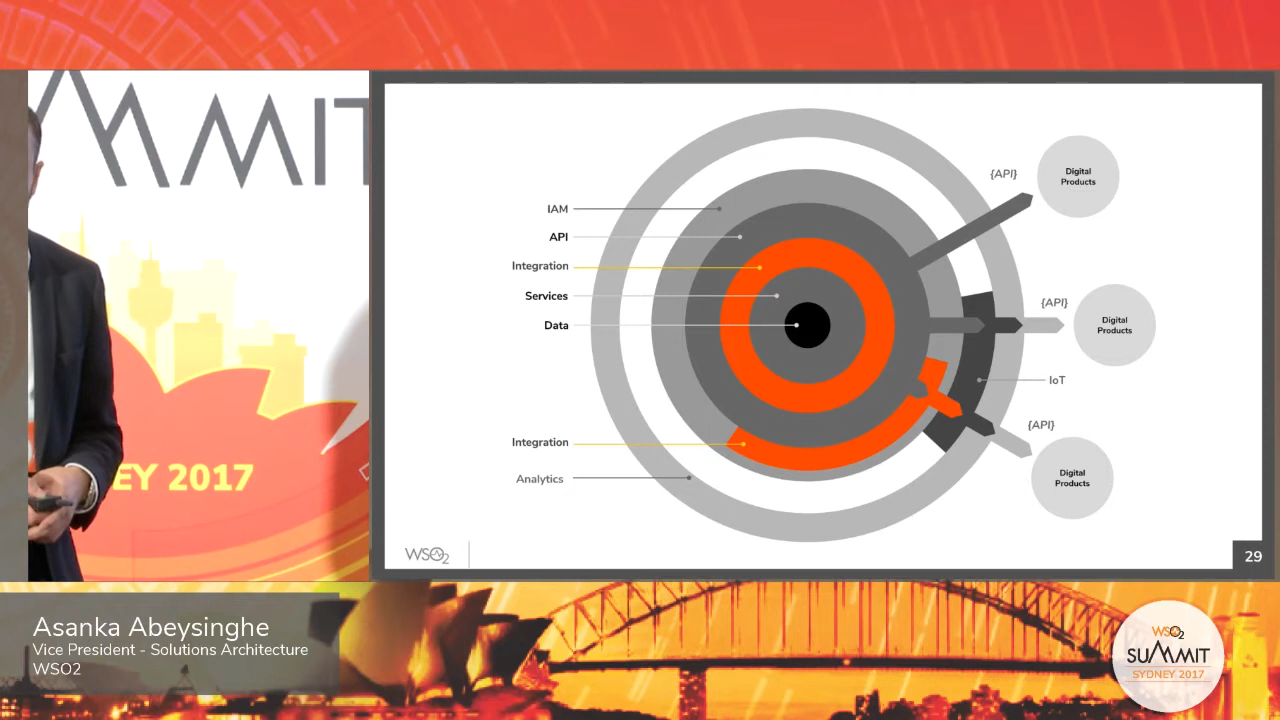 MMIT
EY 2017
IAM
API
Integration
Services
Data
Integration
Analytics
{API}
Digital
Products
{API}
Digital
Products
IoT
{API}
Digital
Products
WSO2
29
Asanka Abeysinghe
Vice President - Solutions Architecture
WSO2
WSO2
SUMMIT
SYDNEY 2017